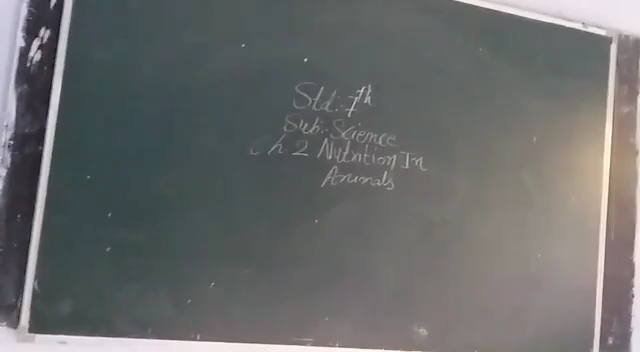 Std:- 7th
Sub:- Science
Ch 2 Nutrition In
Animals